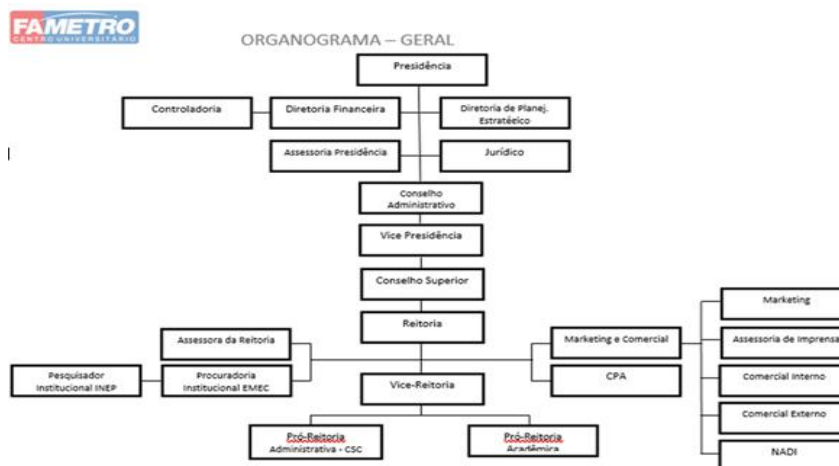 FAMETRO
CENTRO UNIVERSITÁRIO
ORGANOGRAMA – GERAL
Presidência
Controladoria
Diretoria Financeira
Diretoria de Planej.
Estratégico
Assessoria Presidência
Jurídico
Conselho
Administrativo
Vice Presidência
Conselho Superior
Reitoria
Marketing
Assessora da Reitoria
Marketing e Comercial
Assessoria de Imprensa
Pesquisador
Institucional INEP
Procuradoria
Institucional EMEC
Vice-Reitoria
CPA
Comercial Interno
Comercial Externo
Pró-Reitoria
Administrativa - CSC
Pró-Reitoria
Acadêmica
NADI